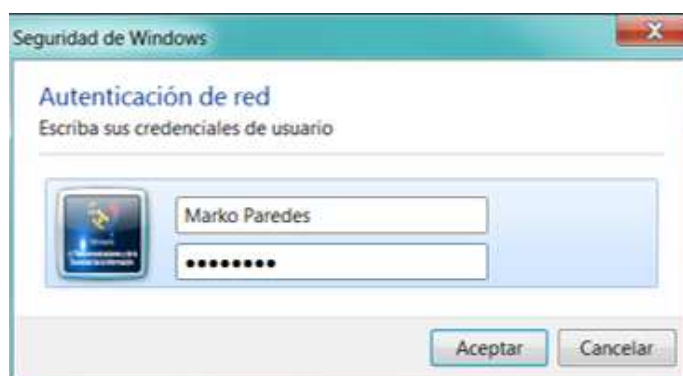 Seguridad de Windows
Autenticación de red
Escriba sus credenciales de usuario
Marko Paredes
●●●●●●●●
Aceptar
Cancelar